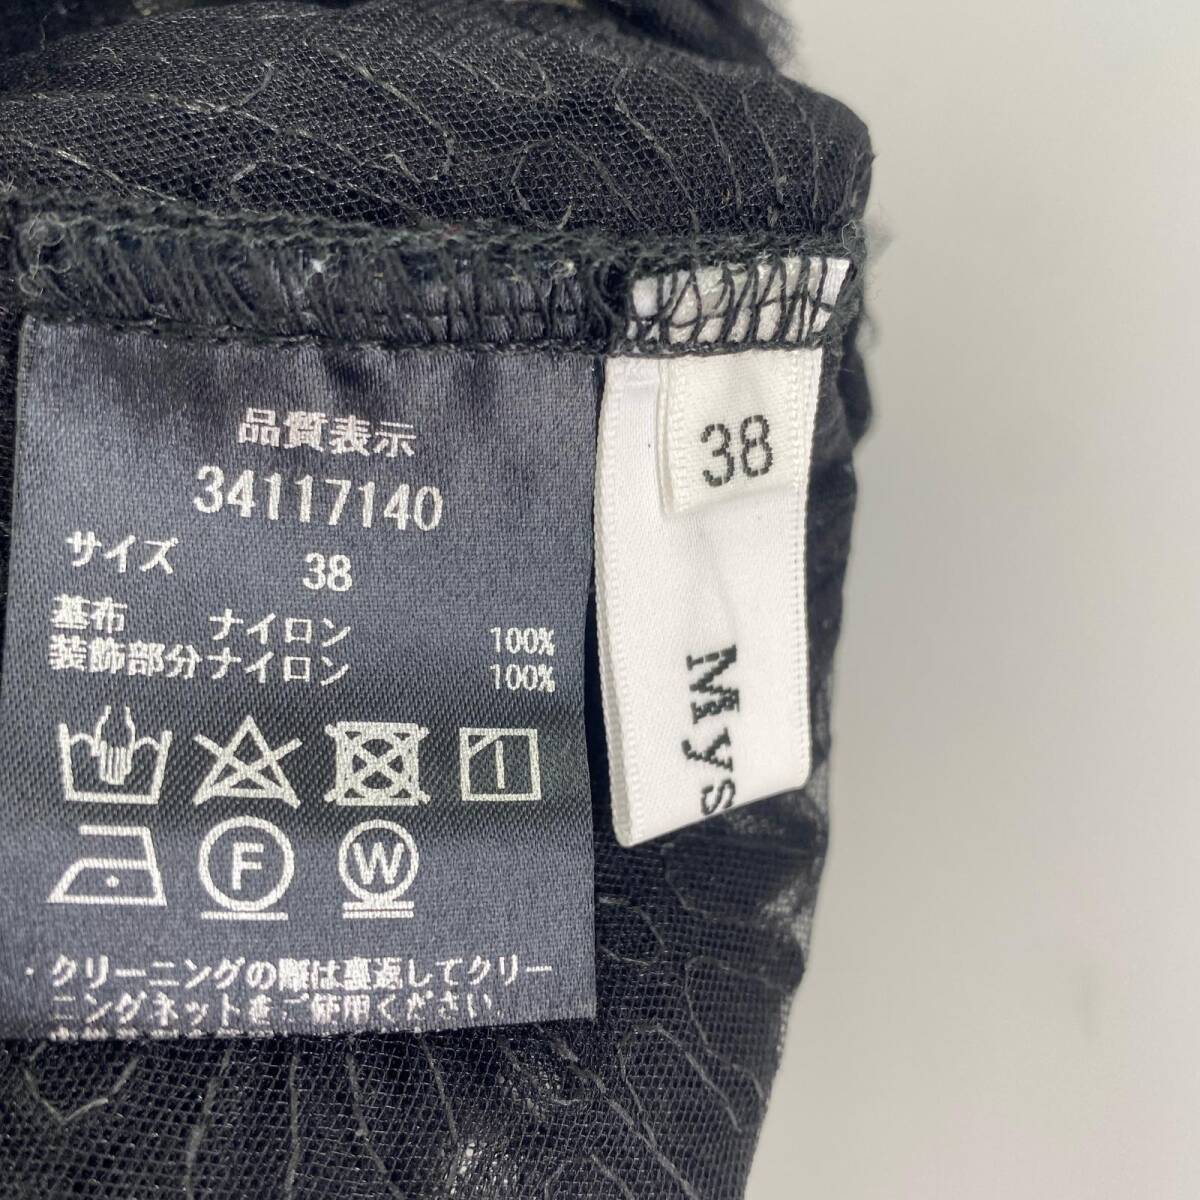 品質表示
34117140
サイズ 38
基布 ナイロン 100%
装飾部分ナイロン 100%
F
W
・クリーニングの際は裏返してクリー
ニングネットをご使用ください。
38
Mys